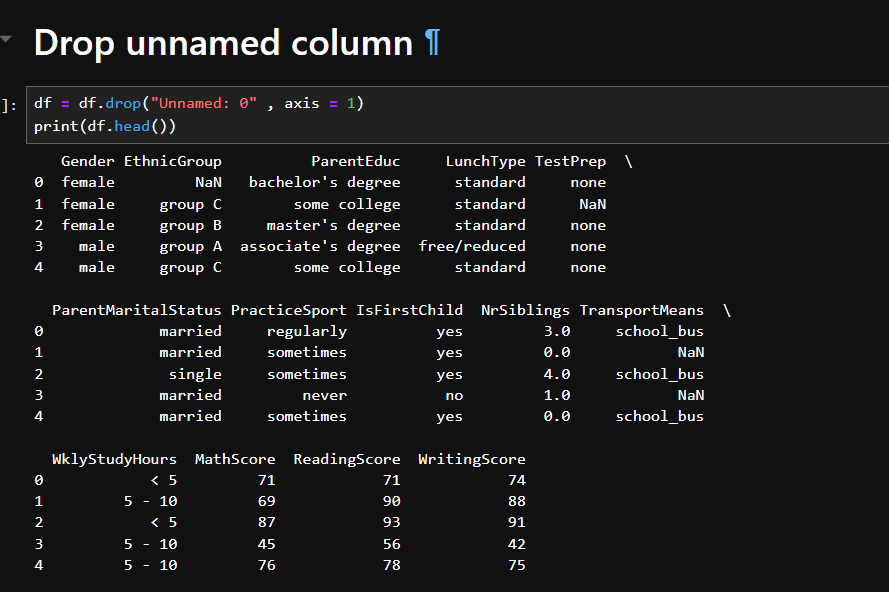 Drop unnamed column ¶
]: df = df.drop("Unnamed: 0" , axis = 1)
print(df.head())
   Gender EthnicGroup          ParentEduc     LunchType TestPrep  \
0  female         NaN   bachelor's degree      standard     none
1  female     group C        some college      standard      NaN
2  female     group B     master's degree      standard     none
3    male     group A  associate's degree  free/reduced     none
4    male     group C        some college      standard     none
  ParentMaritalStatus PracticeSport IsFirstChild  NrSiblings TransportMeans  \
0             married     regularly          yes         3.0     school_bus
1             married     sometimes          yes         0.0            NaN
2              single     sometimes          yes         4.0     school_bus
3             married         never           no         1.0            NaN
4             married     sometimes          yes         0.0     school_bus
  WklyStudyHours  MathScore  ReadingScore  WritingScore
0            < 5         71            71            74
1         5 - 10         69            90            88
2            < 5         87            93            91
3         5 - 10         45            56            42
4         5 - 10         76            78            75